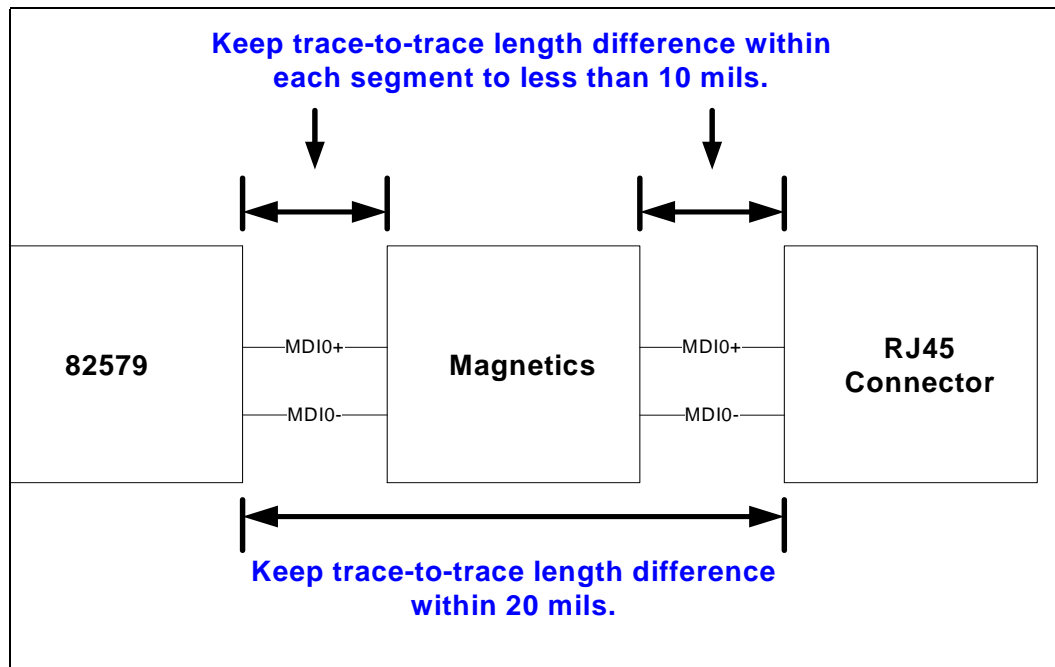 Keep trace-to-trace length difference within
each segment to less than 10 mils.
82579
MDI0+
MDI0-
Magnetics
MDI0+
MDI0-
RJ45
Connector
Keep trace-to-trace length difference
within 20 mils.